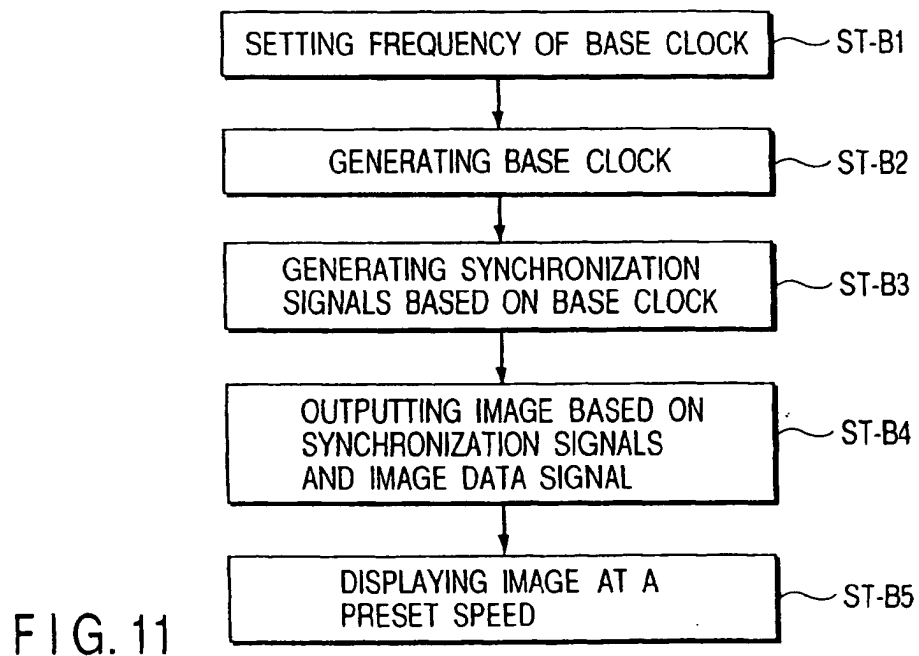 SETTING FREQUENCY OF BASE CLOCK
ST-B1
GENERATING BASE CLOCK
ST-B2
GENERATING SYNCHRONIZATION
SIGNALS BASED ON BASE CLOCK
ST-B3
OUTPUTTING IMAGE BASED ON
SYNCHRONIZATION SIGNALS
AND IMAGE DATA SIGNAL
ST-B4
DISPLAYING IMAGE AT A
PRESET SPEED
ST-B5
FIG. 11